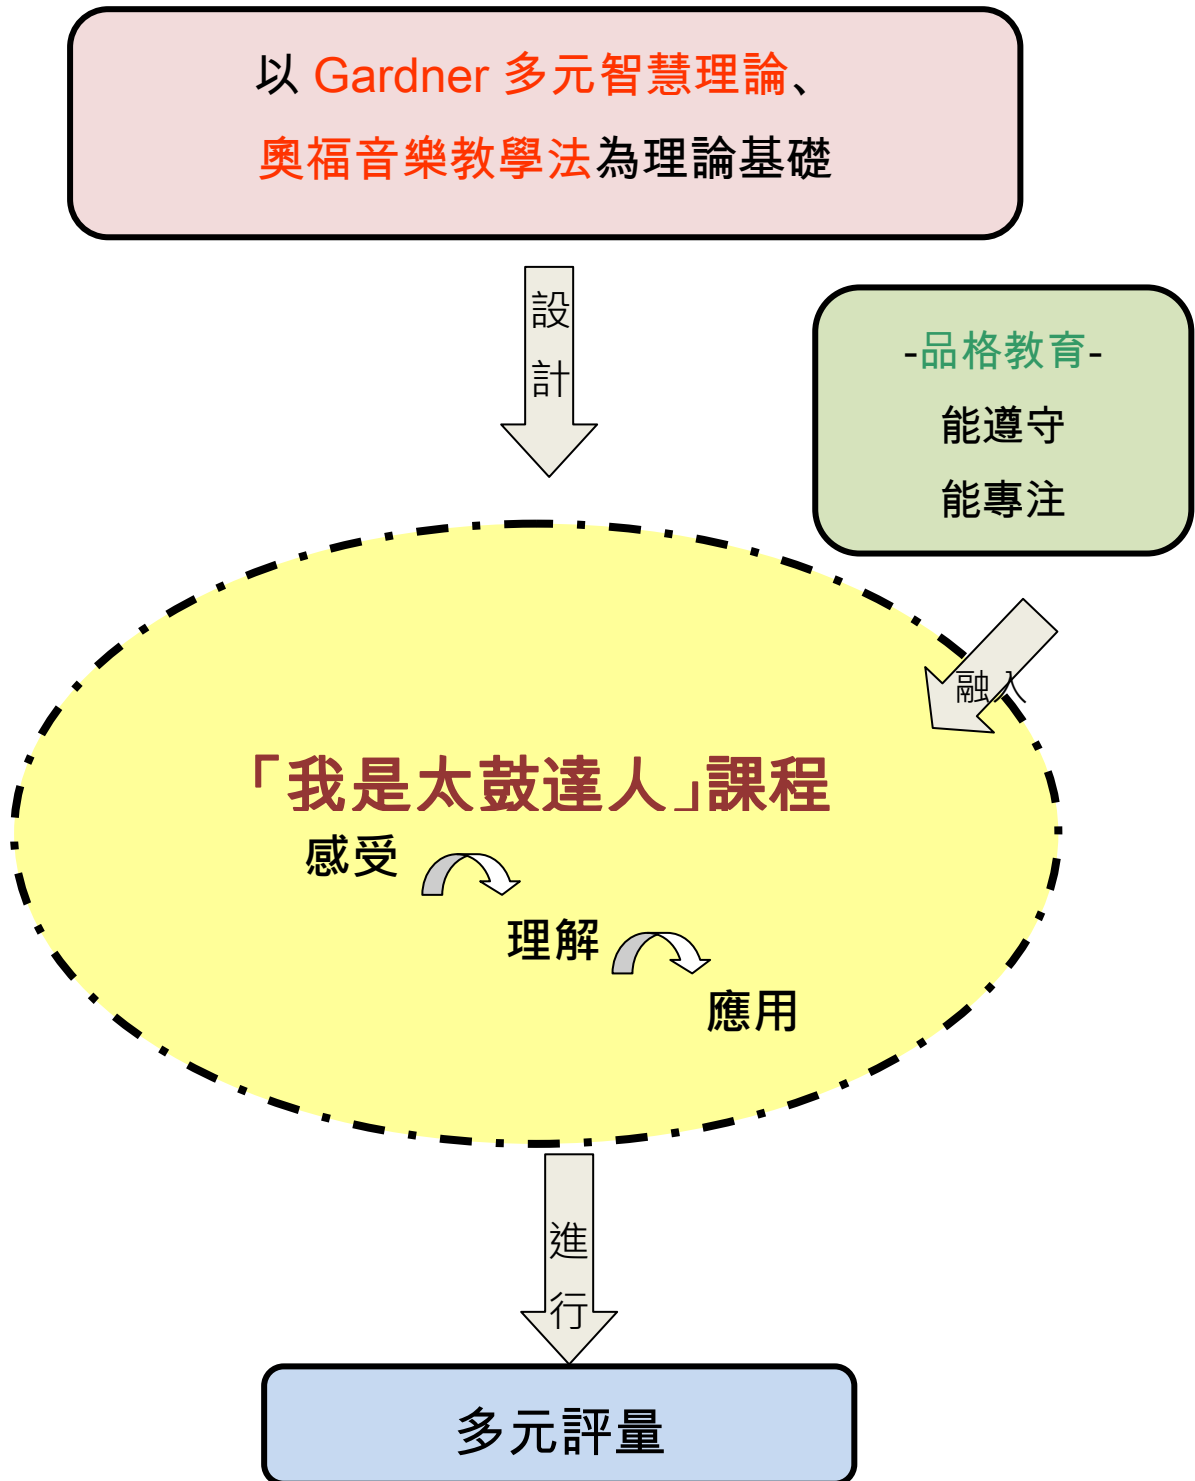 以 Gardner 多元智慧理論、
奧福音樂教學法為理論基礎
設
計
-品格教育-
能遵守
能專注
融入
「我是太鼓達人」課程
感受
理解
應用
進
行
多元評量